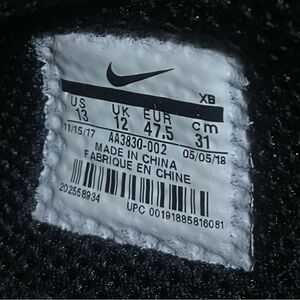 XB
US UK EUR cm
13 12 47.5 31
11/15/17 AA3830-002 05/05/18
MADE IN CHINA
FABRIQUE EN CHINE
202558934
UPC 00191885816081